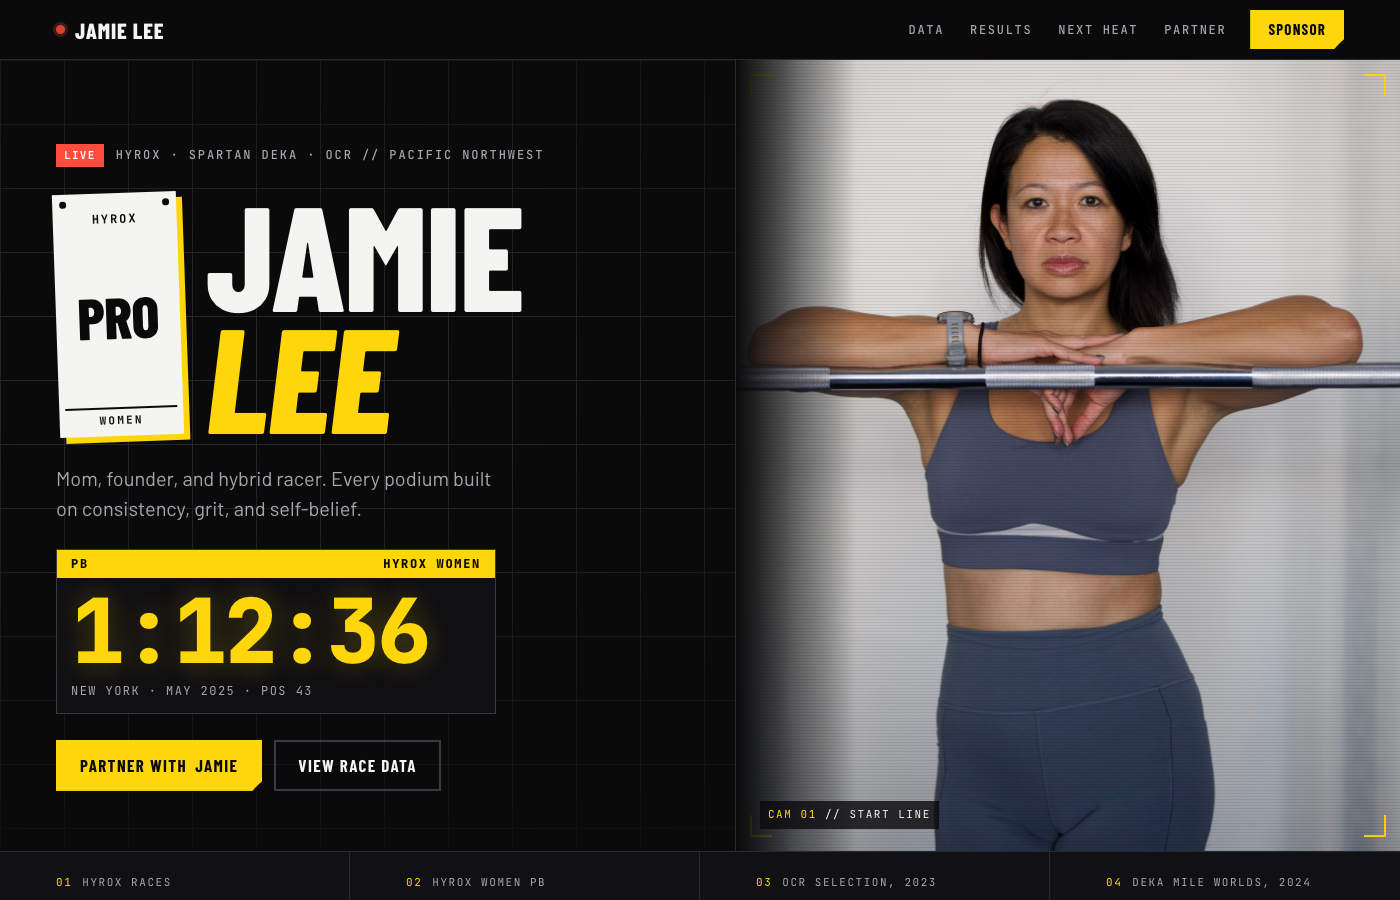 JAMIE LEE
DATA RESULTS NEXT HEAT PARTNER SPONSOR
LIVE HYROX · SPARTAN DEKA · OCR // PACIFIC NORTHWEST
HYROX
PRO
WOMEN
JAMIE
LEE
Mom, founder, and hybrid racer. Every podium built
on consistency, grit, and self-belief.
PB HYROX WOMEN
1:12:36
NEW YORK · MAY 2025 · POS 43
PARTNER WITH JAMIE VIEW RACE DATA
CAM 01 // START LINE
01 HYROX RACES
02 HYROX WOMEN PB
03 OCR SELECTION, 2023
04 DEKA MILE WORLDS, 2024